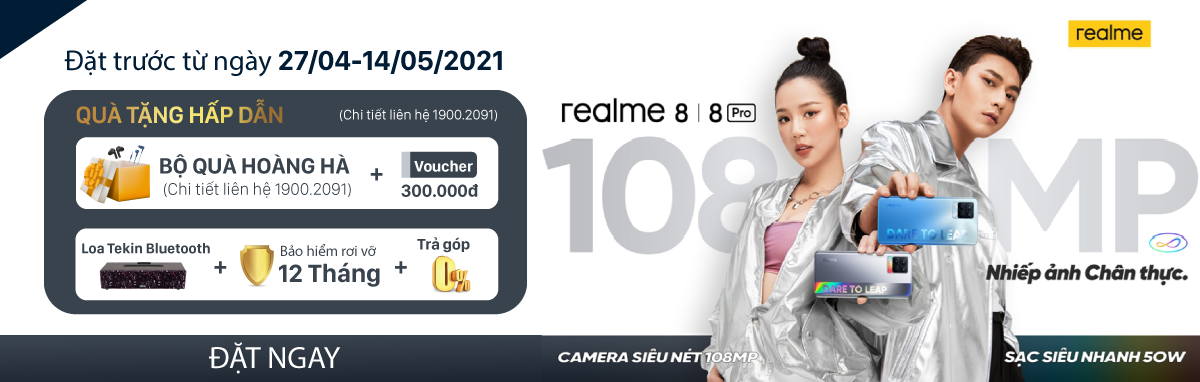 Đặt trước từ ngày 27/04-14/05/2021
QUÀ TẶNG HẤP DẪN (Chi tiết liên hệ 1900.2091)
BỘ QUÀ HOÀNG HÀ
(Chi tiết liên hệ 1900.2091)
+
Voucher
300.000đ
Loa Tekin Bluetooth
+
Bảo hiểm rơi vỡ
12 Tháng
+
Trả góp
0%
ĐẶT NGAY
realme
realme 8 | 8 Pro
108MP
DARE TO LEAP
DARE TO LEAP
Nhiếp ảnh Chân thực.
CAMERA SIÊU NÉT 108MP
SẠC SIÊU NHANH 50W